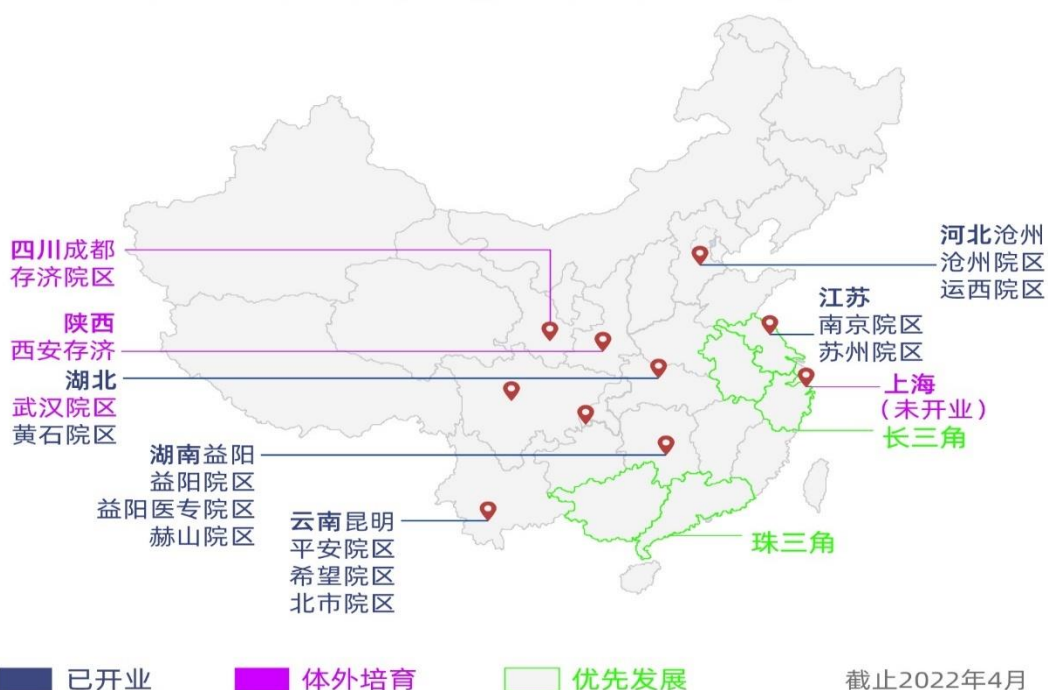 四川成都
存济院区
陕西
西安存济
湖北
武汉院区
黄石院区
湖南益阳
益阳院区
益阳医专院区
赫山院区
云南昆明
平安院区
希望院区
北市院区
河北沧州
沧州院区
运西院区
江苏
南京院区
苏州院区
上海
(未开业)
长三角
珠三角
已开业
体外培育
优先发展
截止2022年4月